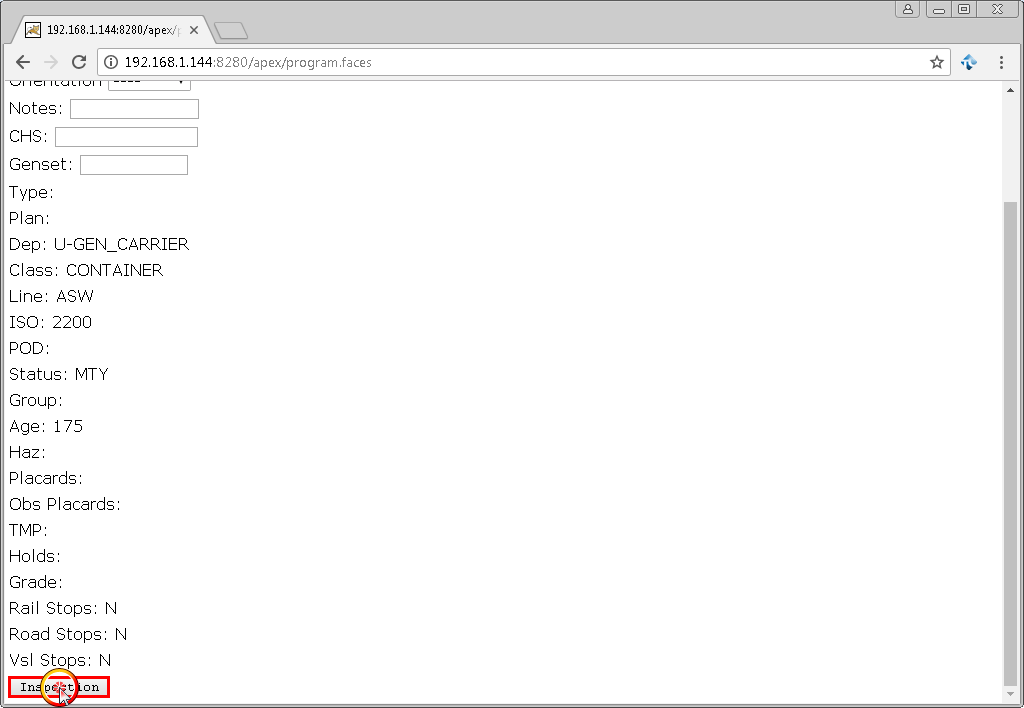 192.168.1.144:8280/apex/p
192.168.1.144:8280/apex/program.faces
Orientation ----
Notes:
CHS:
Genset:
Type:
Plan:
Dep: U-GEN_CARRIER
Class: CONTAINER
Line: ASW
ISO: 2200
POD:
Status: MTY
Group:
Age: 175
Haz:
Placards:
Obs Placards:
TMP:
Holds:
Grade:
Rail Stops: N
Road Stops: N
Vsl Stops: N
Inspection